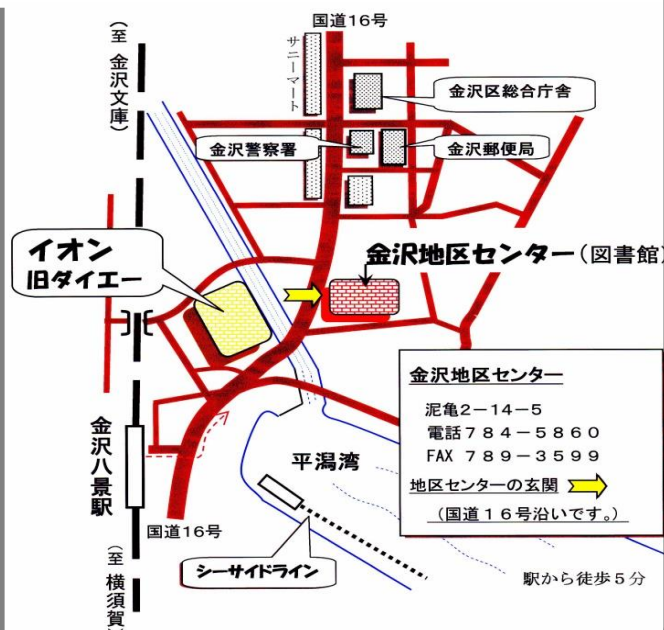 国道16号
(至 金沢文庫)
サニーマート
金沢区総合庁舎
金沢警察署
金沢郵便局
イオン
旧ダイエー
金沢地区センター(図書館)
金沢地区センター
泥亀2-14-5
電話784-5860
FAX 789-3599
地区センターの玄関
(国道16号沿いです。)
金沢八景駅
平潟湾
国道16号
シーサイドライン
(至 横須賀)
駅から徒歩5分